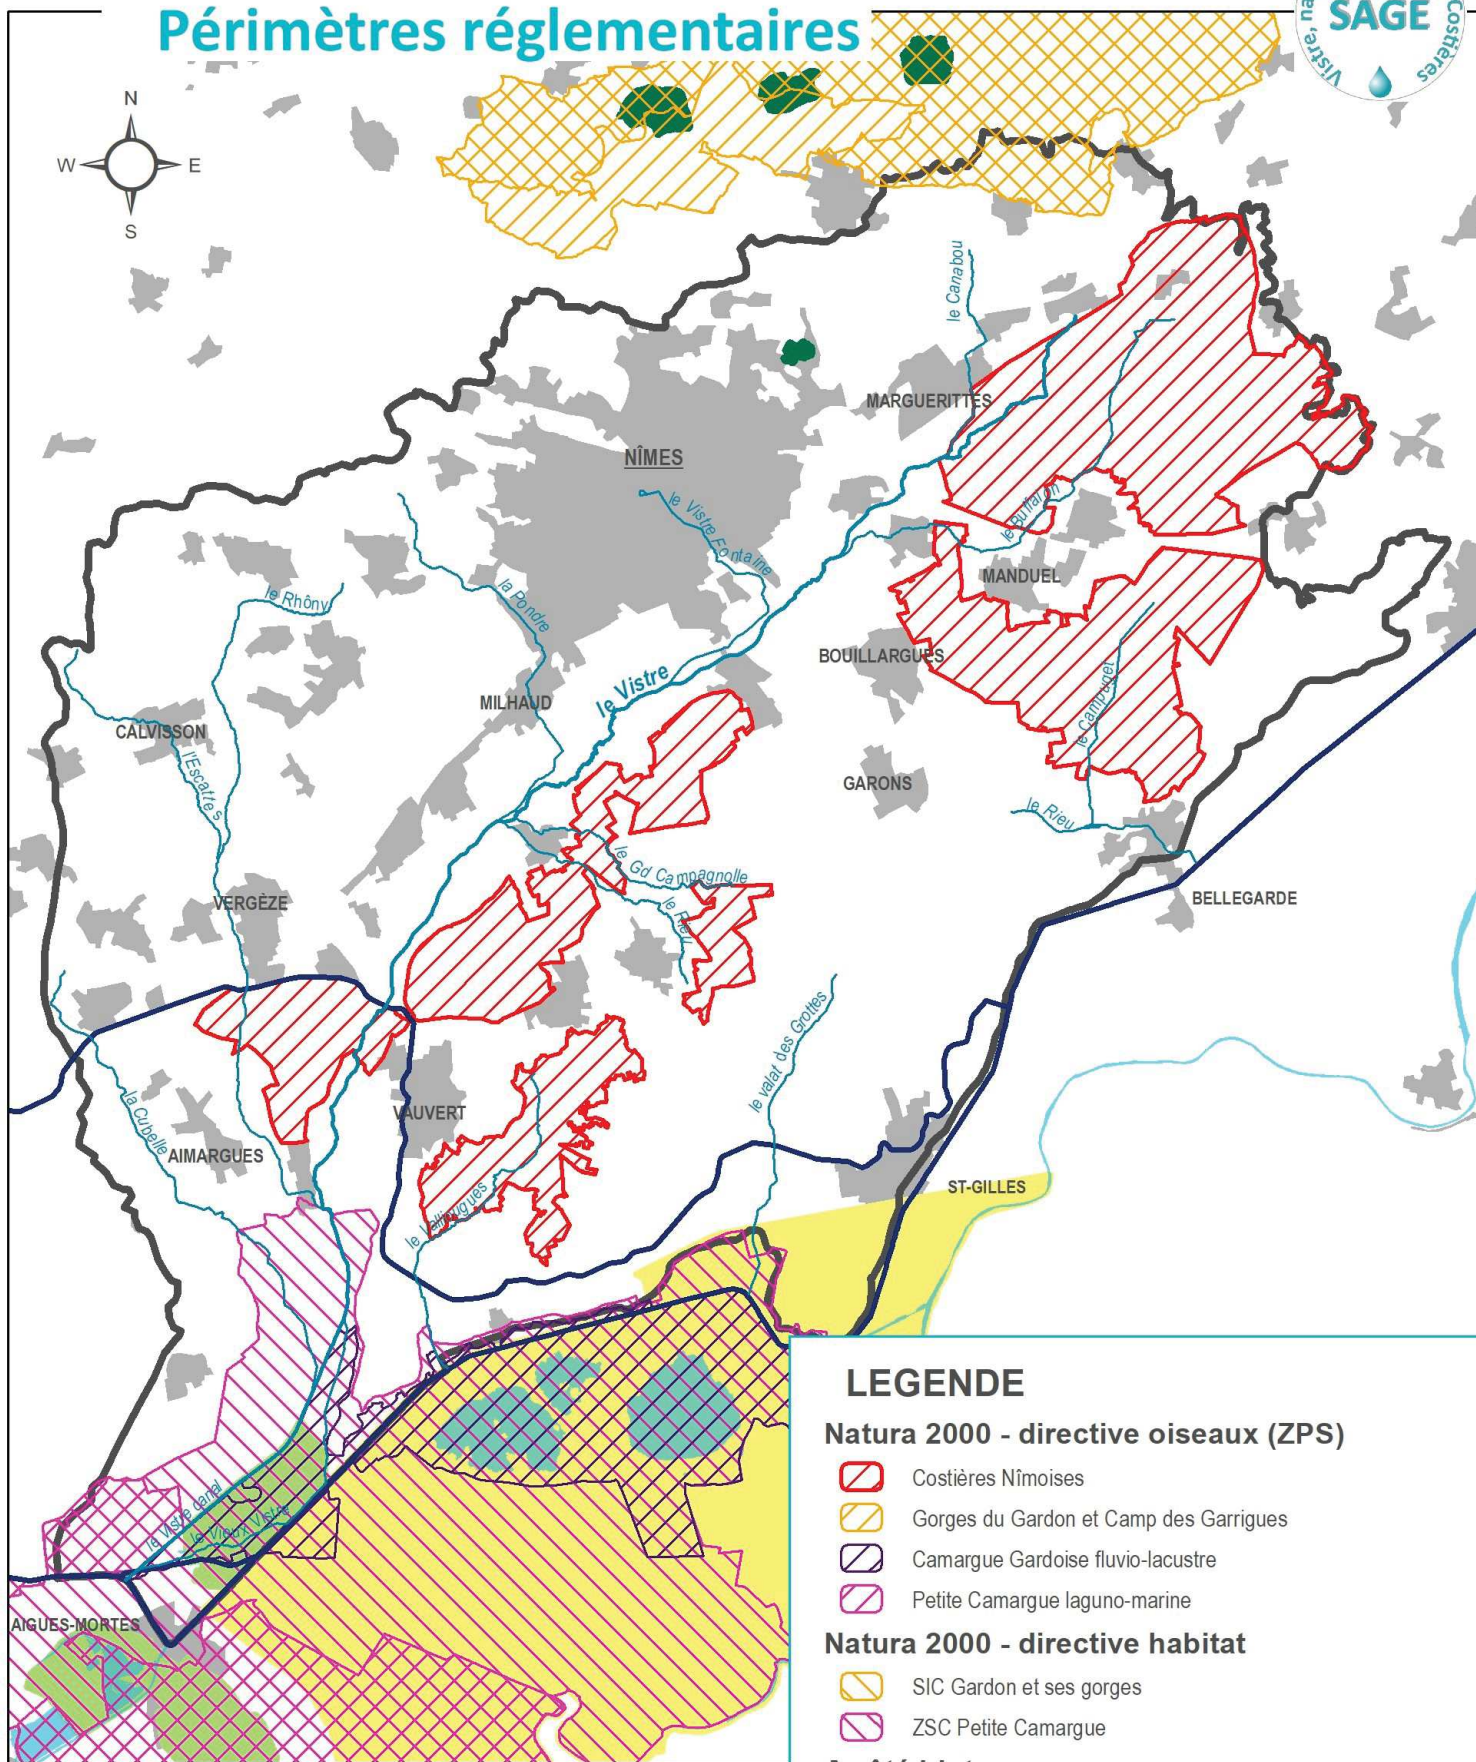 Périmètres réglementaires
SAGE
Vistre, na
Costières
N
W
E
S
le Canabou
MARGUERITTES
NÎMES
le Vistre Fontaine
le Buffalon
MANDUEL
la Pondre
le Rhôny
BOUILLARGUES
le Vistre
MILHAUD
le Campuget
CALVISSON
l'Escattes
GARONS
le Rieu
le Gd Campagnolle
VERGÈZE
BELLEGARDE
le Rieu
le valat des Grottes
la Cubelle
VAUVERT
AIMARGUES
ST-GILLES
le Valliougues
le Vistre canal
le Vieux Vistre
AIGUES-MORTES
LEGENDE
Natura 2000 - directive oiseaux (ZPS)
Costières Nîmoises
Gorges du Gardon et Camp des Garrigues
Camargue Gardoise fluvio-lacustre
Petite Camargue laguno-marine
Natura 2000 - directive habitat
SIC Gardon et ses gorges
ZSC Petite Camargue